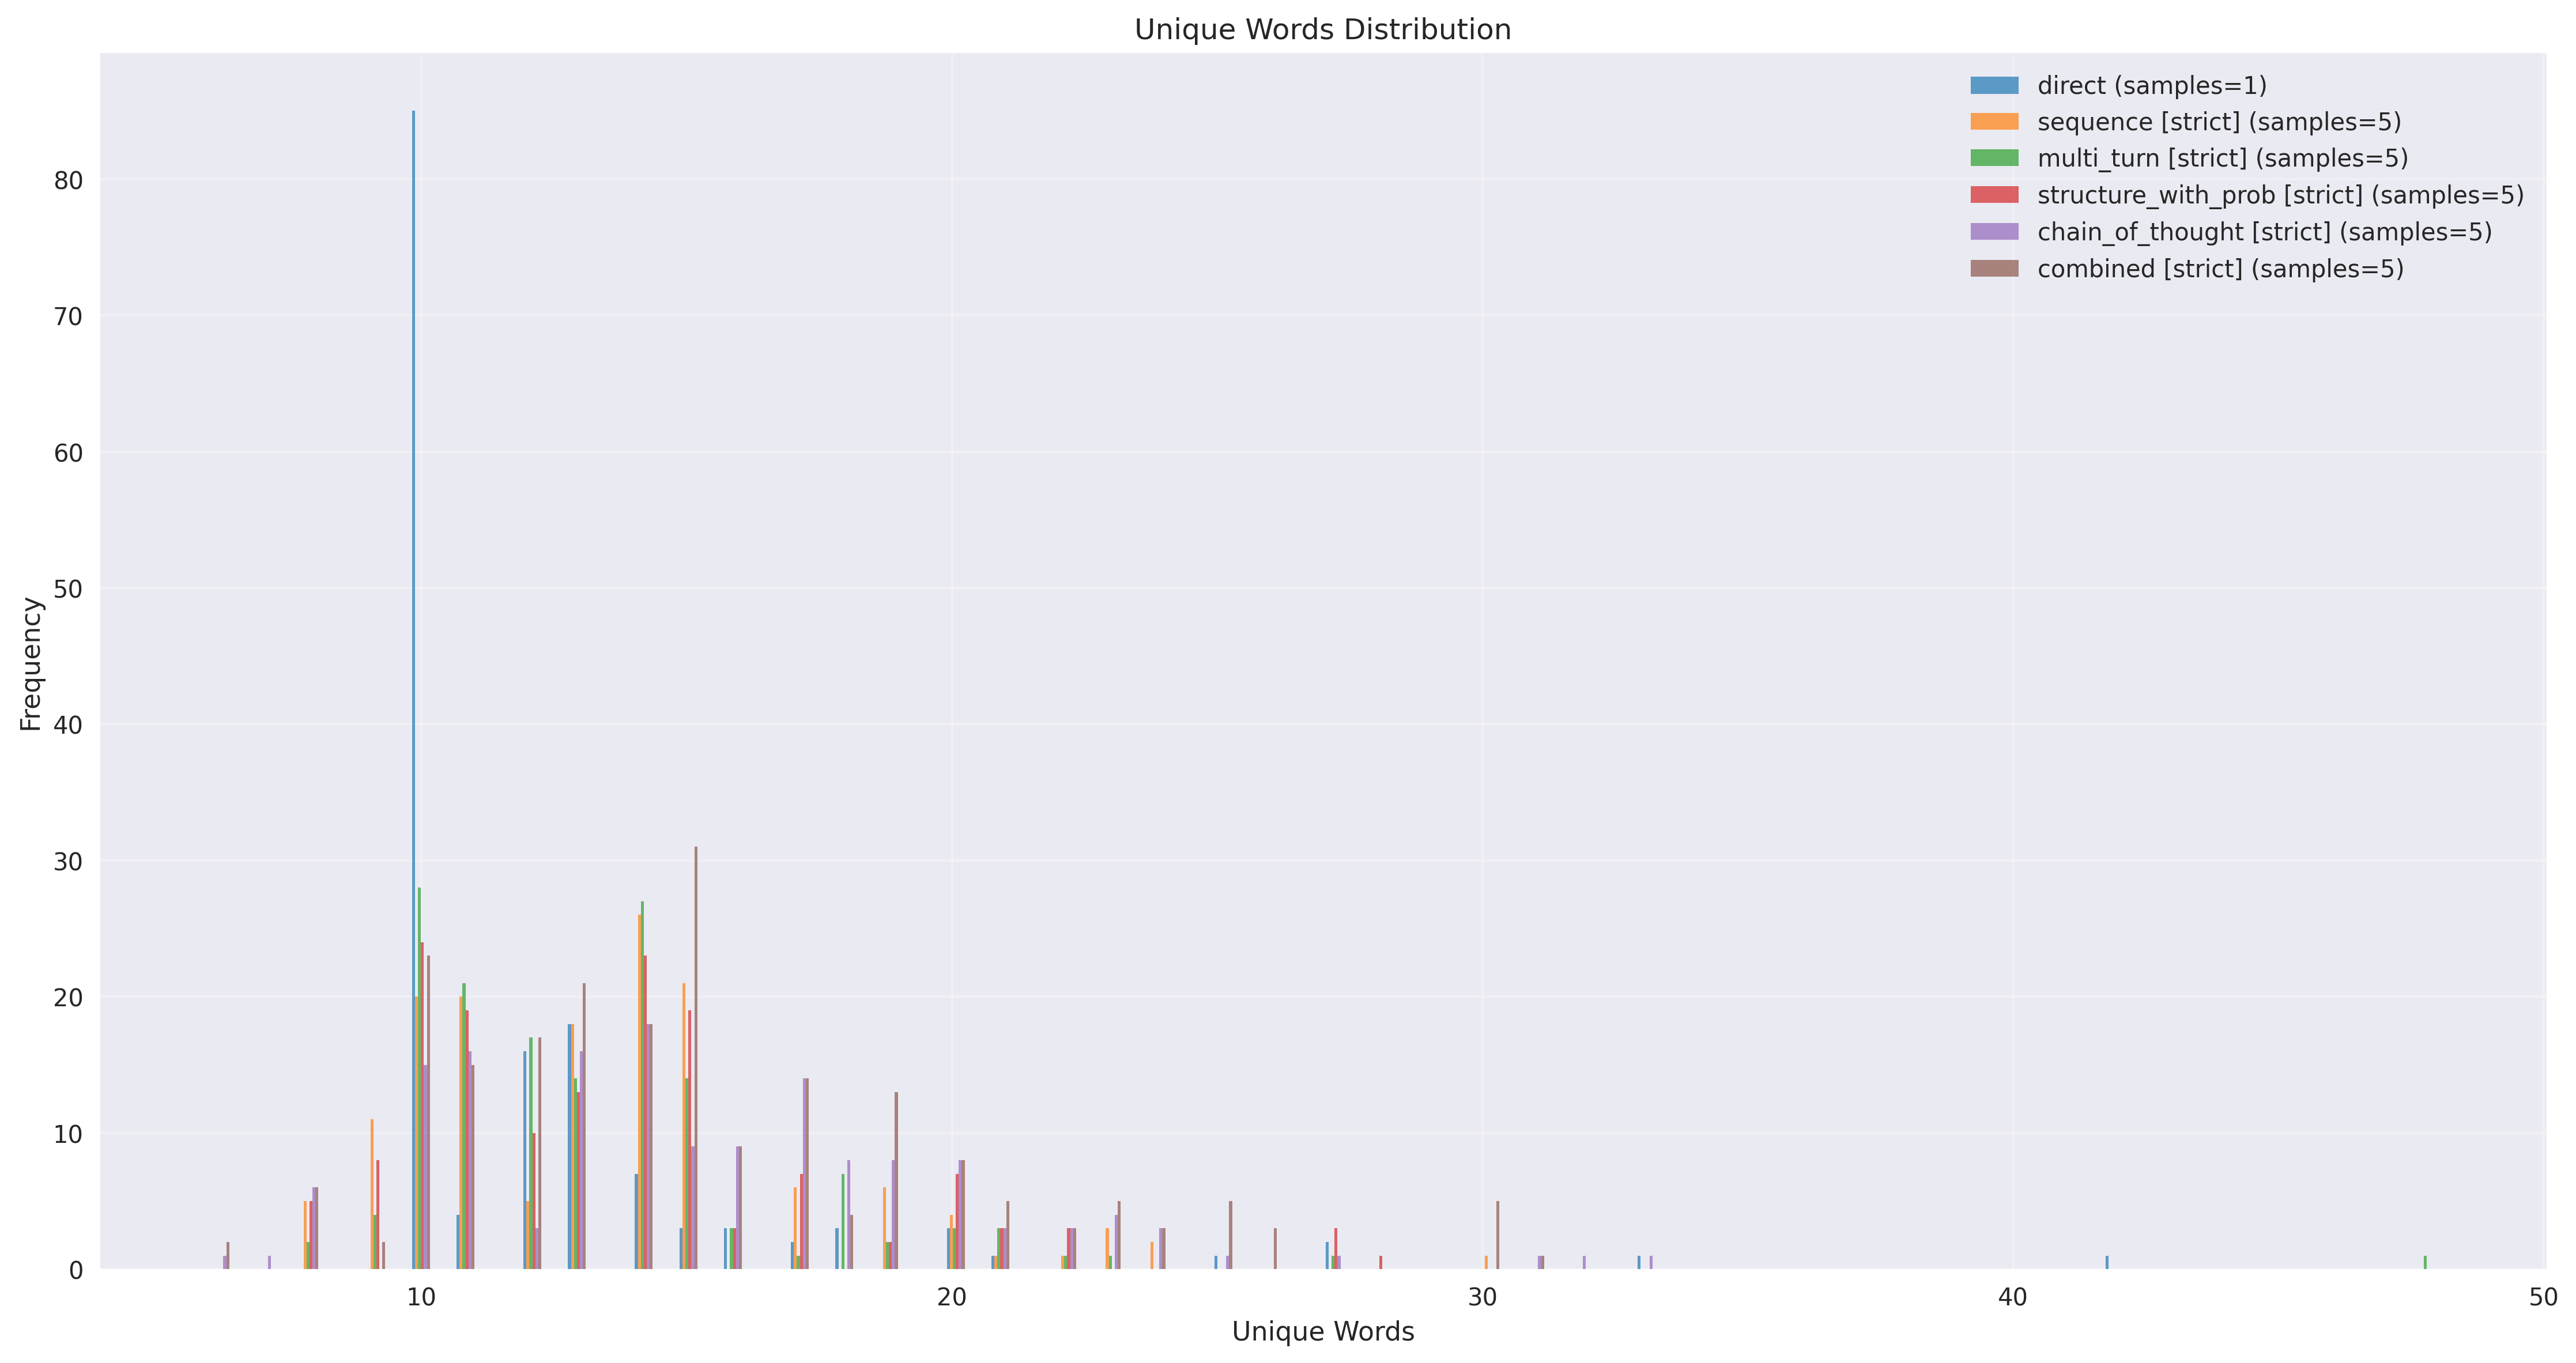 Unique Words Distribution
direct (samples=1)
sequence [strict] (samples=5)
multi_turn [strict] (samples=5)
structure_with_prob [strict] (samples=5)
chain_of_thought [strict] (samples=5)
combined [strict] (samples=5)
Frequency
80
70
60
50
40
30
20
10
0
10 20 30 40 50
Unique Words